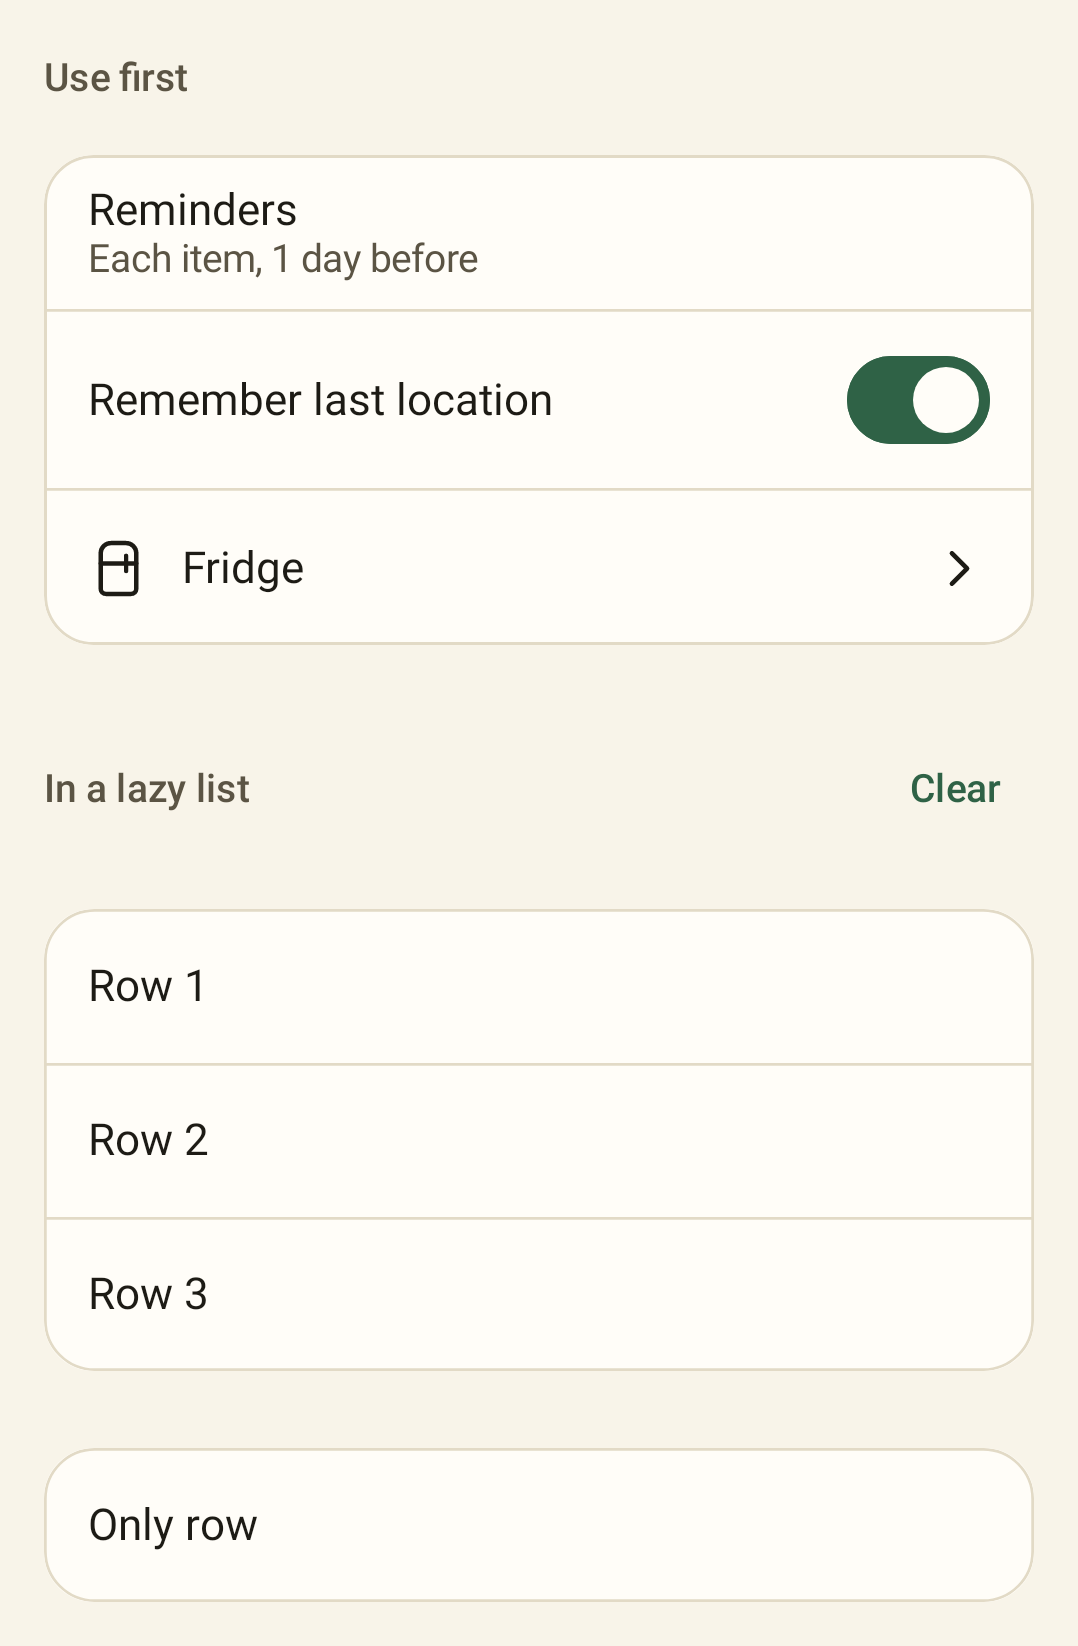 Use first
Reminders
Each item, 1 day before
Remember last location
Fridge
In a lazy list
Clear
Row 1
Row 2
Row 3
Only row